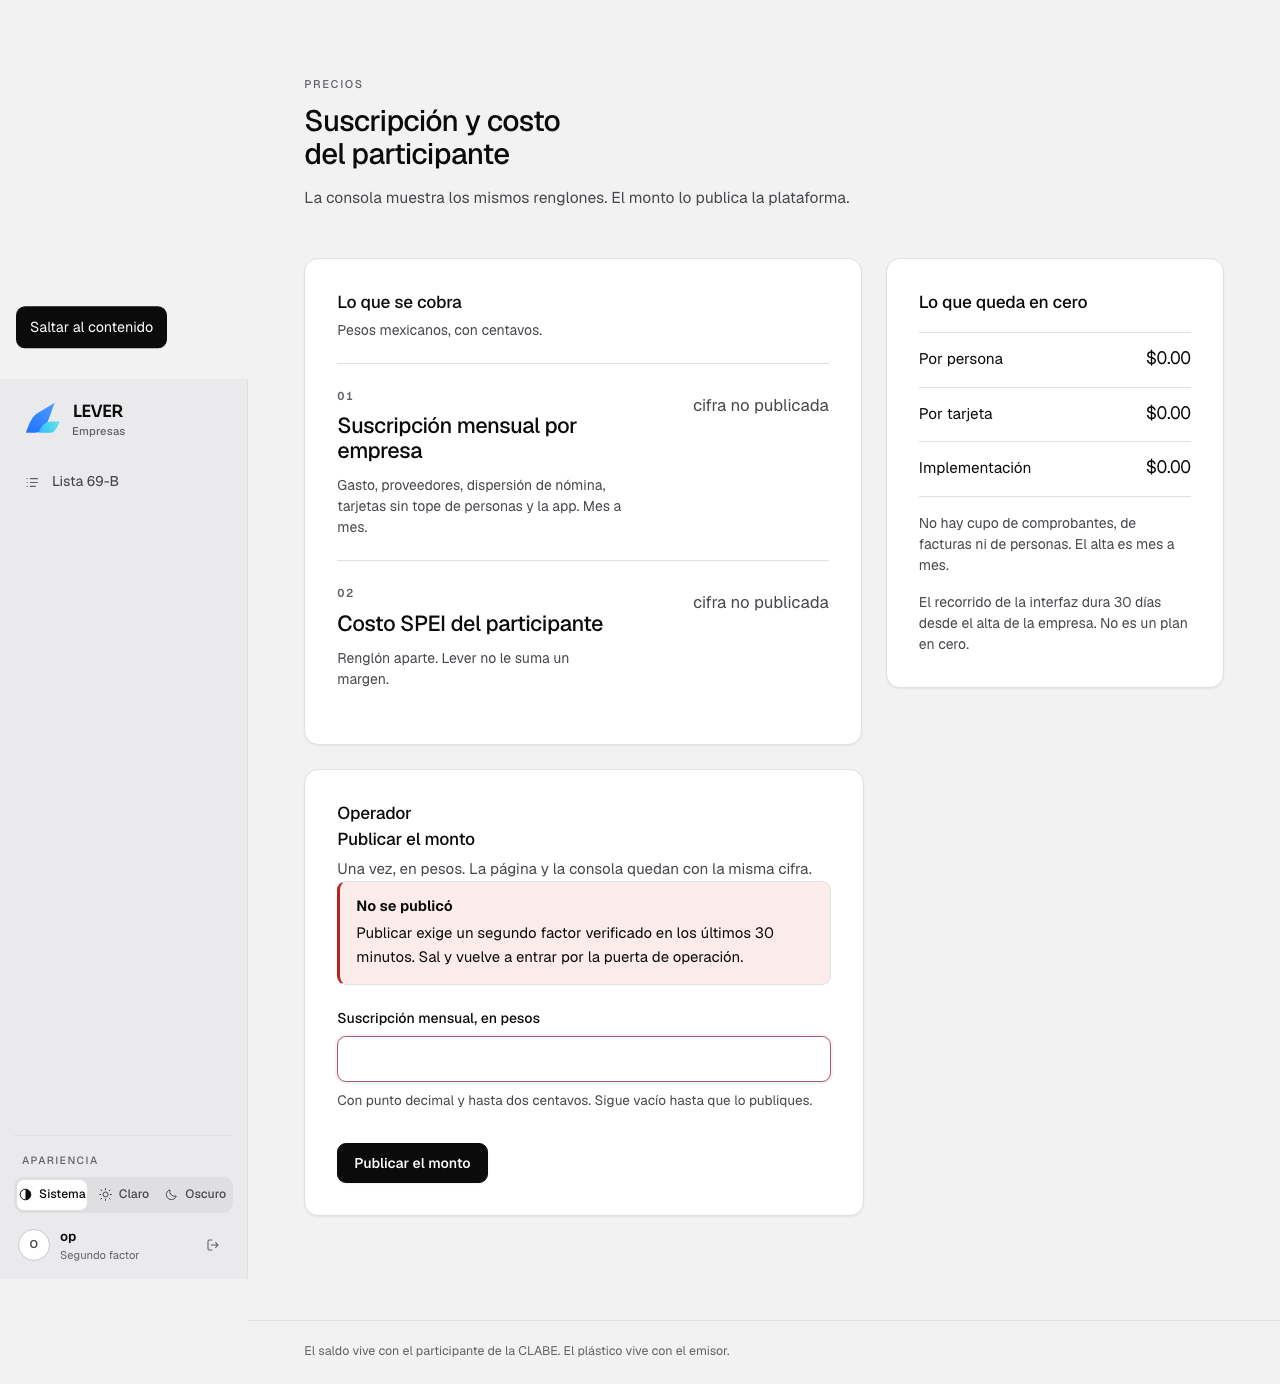 PRECIOS
Suscripción y costo
del participante
La consola muestra los mismos renglones. El monto lo publica la plataforma.
Saltar al contenido
LEVER
Empresas
Lista 69-B
APARIENCIA
Sistema
Claro
Oscuro
O
op
Segundo factor
Lo que se cobra
Pesos mexicanos, con centavos.
01
cifra no publicada
Suscripción mensual por
empresa
Gasto, proveedores, dispersión de nómina,
tarjetas sin tope de personas y la app. Mes a
mes.
02
cifra no publicada
Costo SPEI del participante
Renglón aparte. Lever no le suma un
margen.
Lo que queda en cero
Por persona $0.00
Por tarjeta $0.00
Implementación $0.00
No hay cupo de comprobantes, de
facturas ni de personas. El alta es mes a
mes.
El recorrido de la interfaz dura 30 días
desde el alta de la empresa. No es un plan
en cero.
Operador
Publicar el monto
Una vez, en pesos. La página y la consola quedan con la misma cifra.
No se publicó
Publicar exige un segundo factor verificado en los últimos 30
minutos. Sal y vuelve a entrar por la puerta de operación.
Suscripción mensual, en pesos
Con punto decimal y hasta dos centavos. Sigue vacío hasta que lo publiques.
Publicar el monto
El saldo vive con el participante de la CLABE. El plástico vive con el emisor.